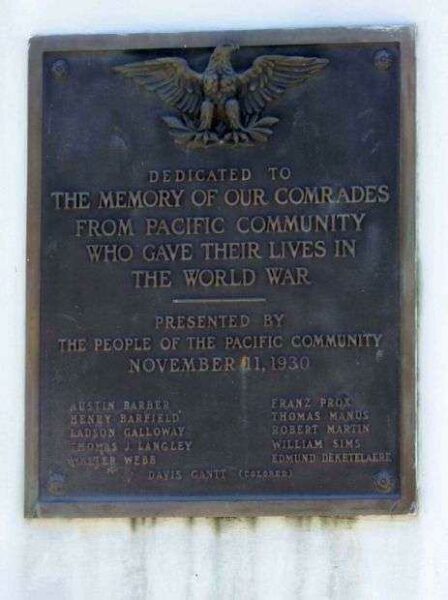 DEDICATED TO
THE MEMORY OF OUR COMRADES
FROM PACIFIC COMMUNITY
WHO GAVE THEIR LIVES IN
THE WORLD WAR
PRESENTED BY
THE PEOPLE OF THE PACIFIC COMMUNITY
NOVEMBER 11, 1930
AUSTIN BARBER
HENRY BARFIELD
LADSON GALLOWAY
THOMAS J. LANGLEY
WALTER WEBB
FRANZ PROX
THOMAS MANUS
ROBERT MARTIN
WILLIAM SIMS
EDMUND DEKETELAERE
DAVIS GANTT (COLORED)